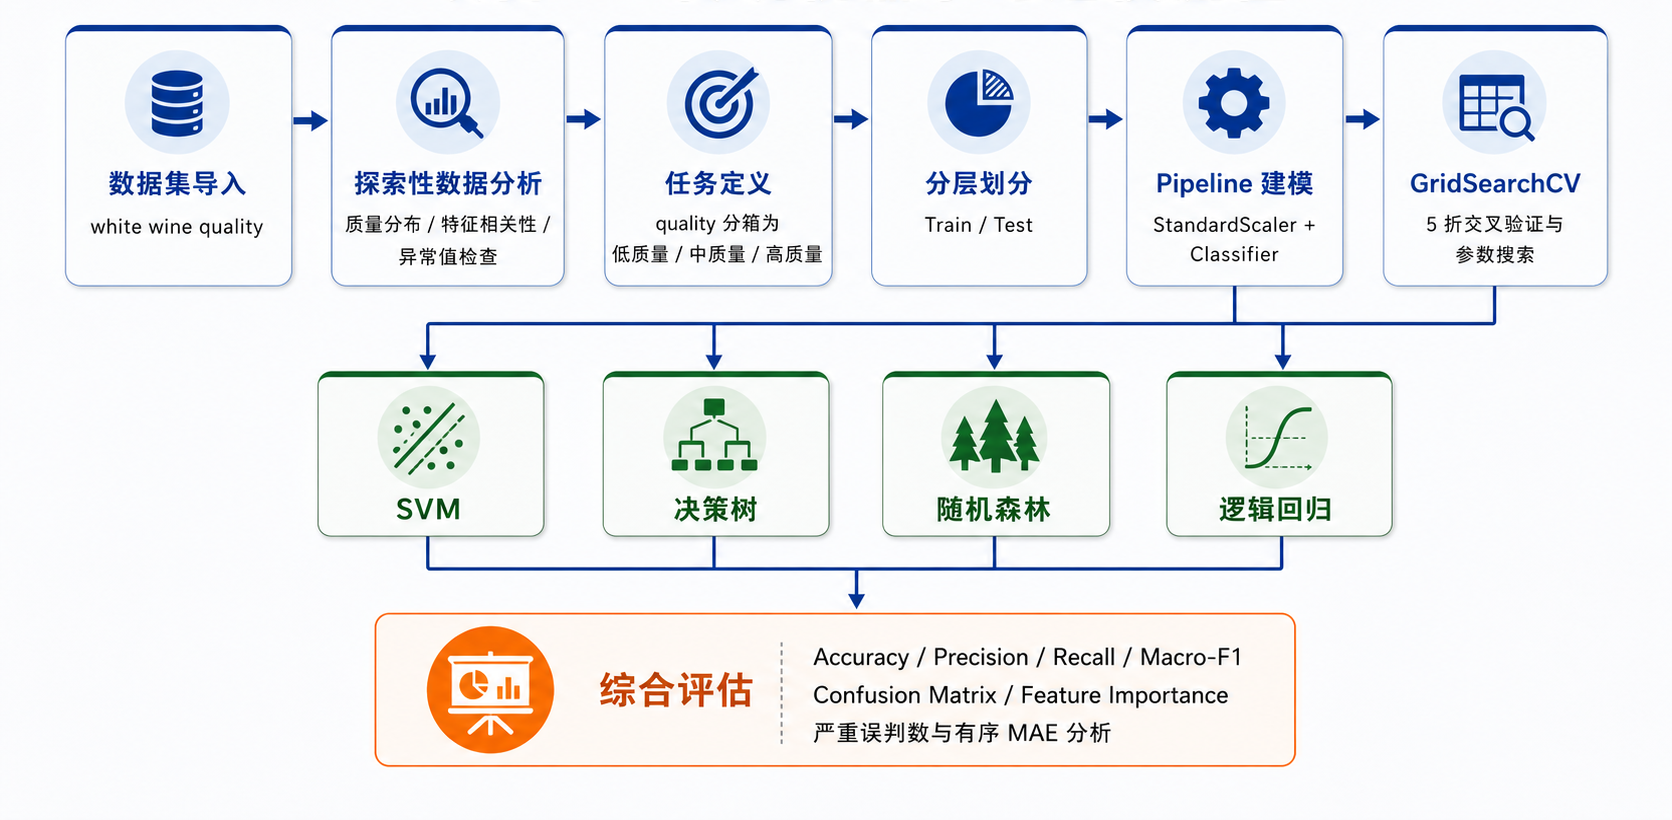 数据集导入
white wine quality
探索性数据分析
质量分布 / 特征相关性 /
异常值检查
任务定义
quality 分箱为
低质量 / 中质量 / 高质量
分层划分
Train / Test
Pipeline 建模
StandardScaler +
Classifier
GridSearchCV
5 折交叉验证与
参数搜索
SVM
决策树
随机森林
逻辑回归
综合评估
Accuracy / Precision / Recall / Macro-F1
Confusion Matrix / Feature Importance
严重误判数与有序 MAE 分析